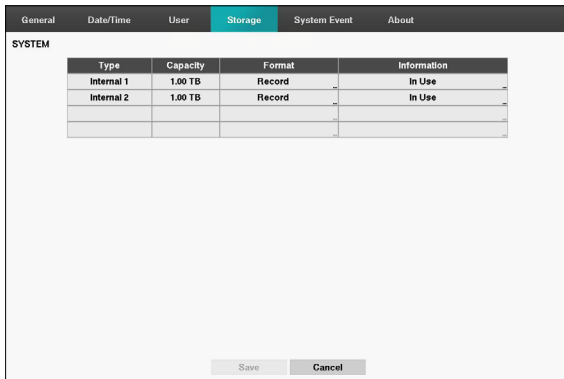 General Date/Time User Storage System Event About
SYSTEM
Type Capacity Format Information
Internal 1 1.00 TB Record ... In Use ...
Internal 2 1.00 TB Record ... In Use ...
... ...
... ...
Save Cancel